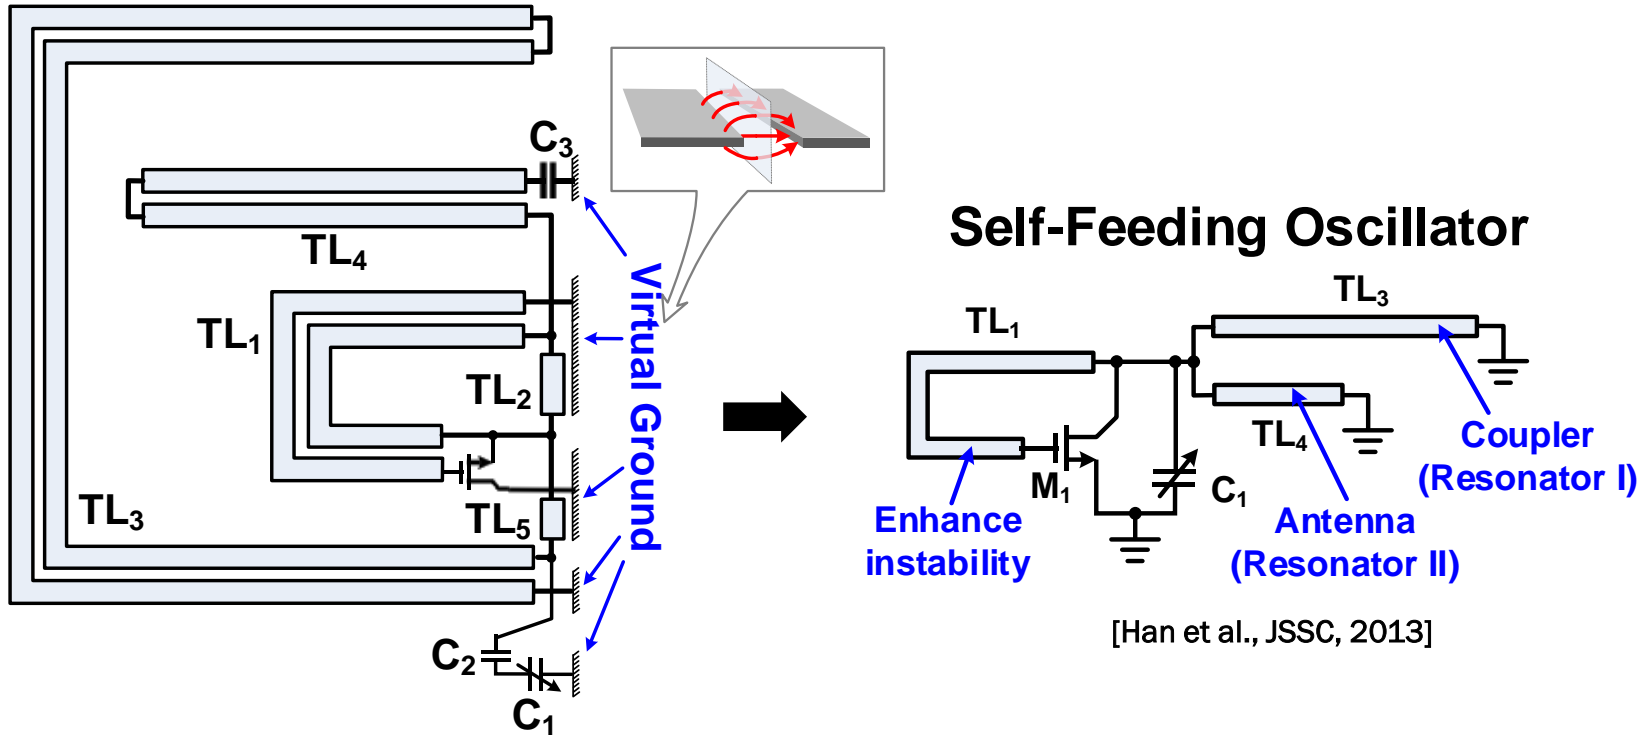 C3
TL4
TL1
TL2
TL3
TL5
C2
C1
Virtual Ground
Self-Feeding Oscillator
TL3
TL1
TL4
M1
C1
Coupler
(Resonator I)
Enhance
instability
Antenna
(Resonator II)
[Han et al., JSSC, 2013]